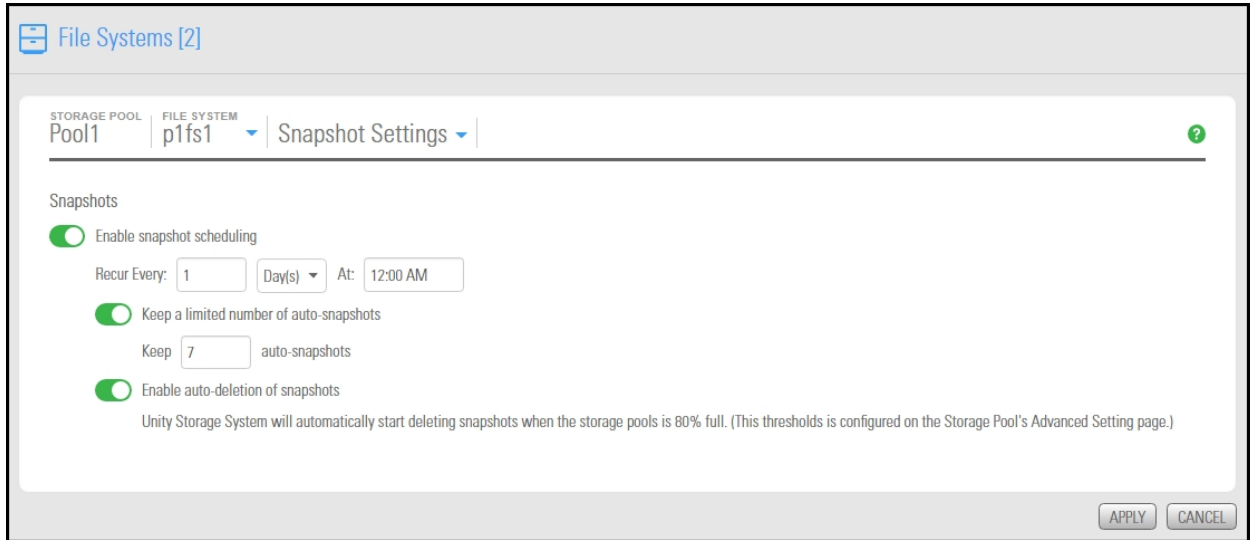 File Systems [2]
STORAGE POOL FILE SYSTEM
Pool1 p1fs1 Snapshot Settings
?
Snapshots
Enable snapshot scheduling
Recur Every: 1 Day(s) At: 12:00 AM
Keep a limited number of auto-snapshots
Keep 7 auto-snapshots
Enable auto-deletion of snapshots
Unity Storage System will automatically start deleting snapshots when the storage pools is 80% full. (This thresholds is configured on the Storage Pool's Advanced Setting page.)
APPLY CANCEL